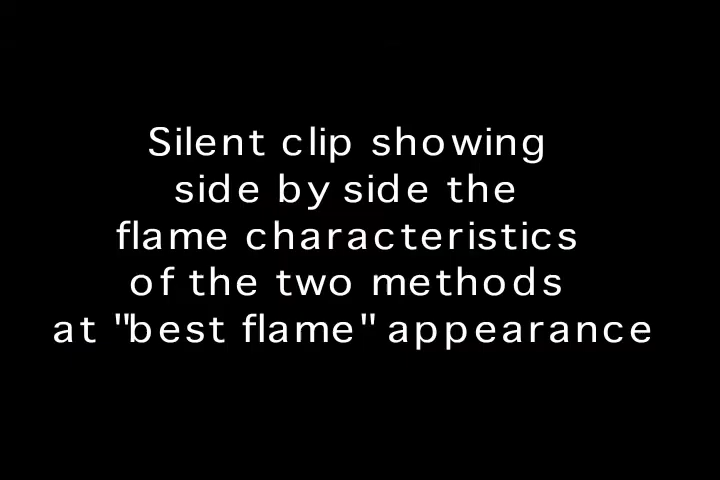 Silent clip showing
side by side the
flame characteristics
of the two methods
at "best flame" appearance